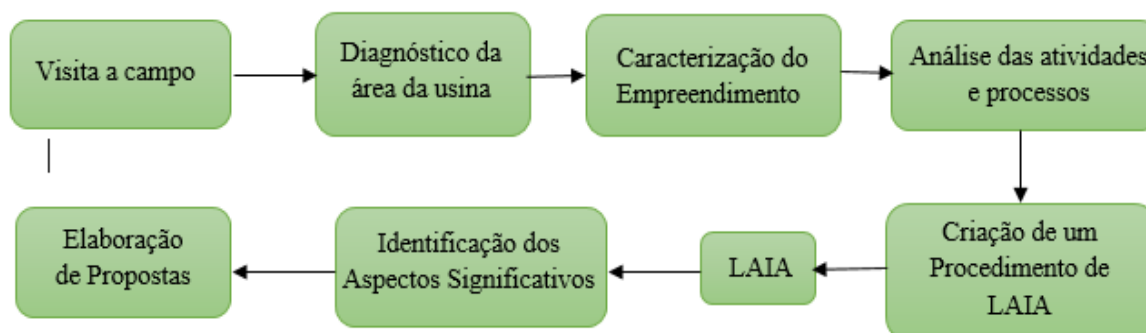 Visita a campo
Diagnóstico da
área da usina
Caracterização do
Empreendimento
Análise das atividades
e processos
Criação de um
Procedimento de
LAIA
LAIA
Identificação dos
Aspectos Significativos
Elaboração
de Propostas